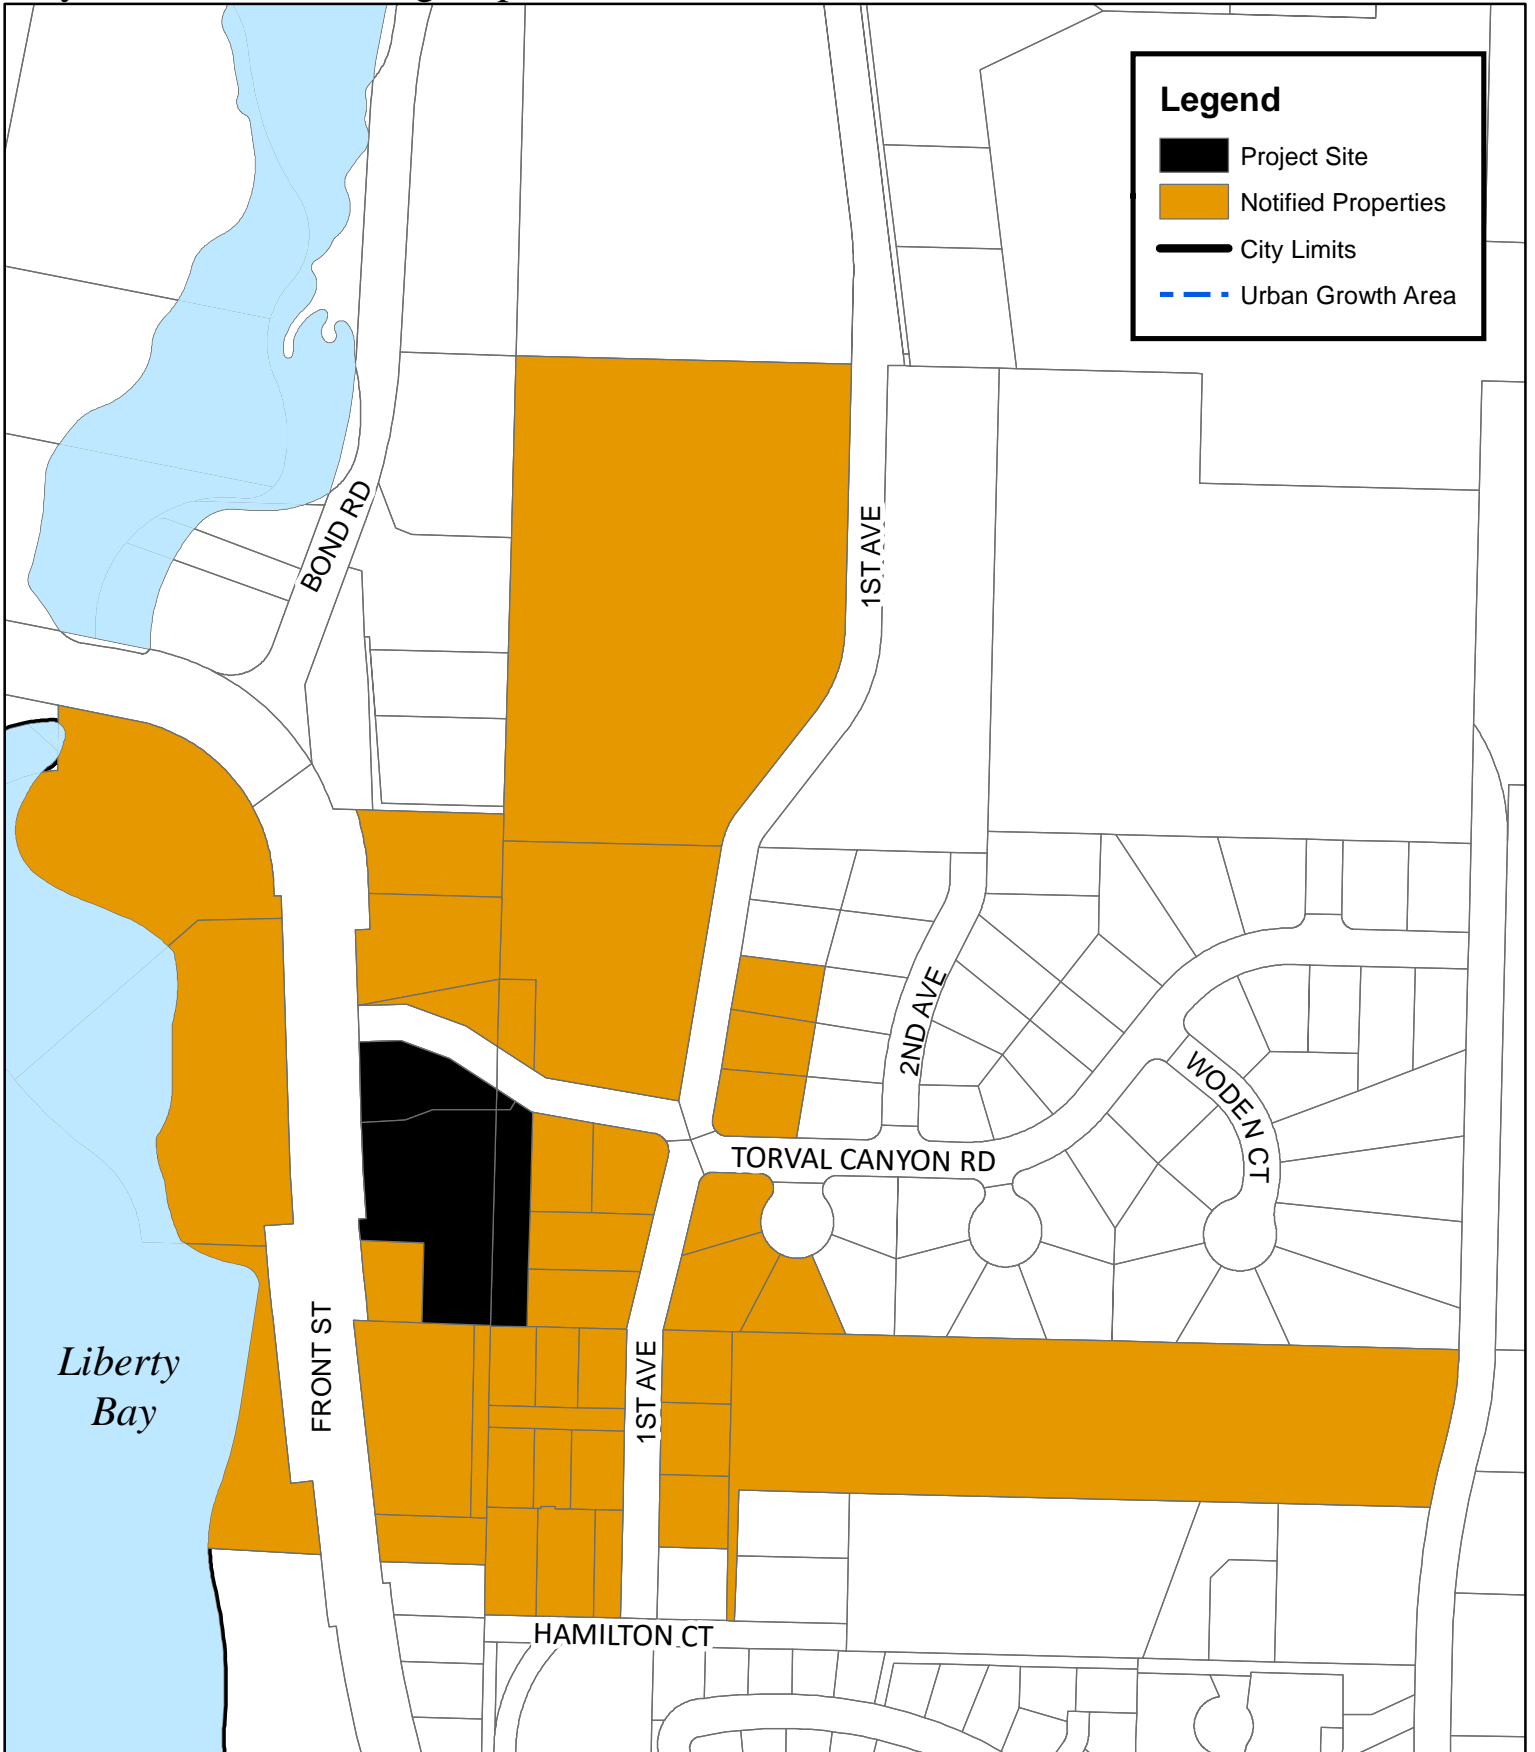 Legend
Project Site
Notified Properties
City Limits
Urban Growth Area
BOND RD
1ST AVE
2ND AVE
WODEN CT
TORVAL CANYON RD
FRONT ST
1ST AVE
Liberty
Bay
HAMILTON CT